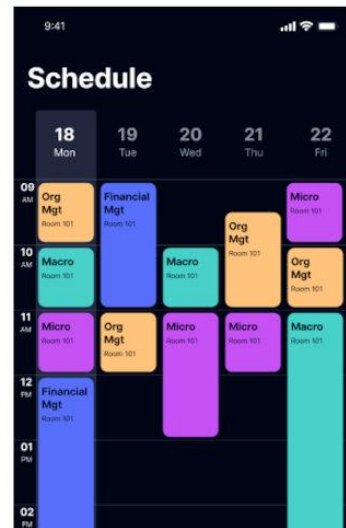 9:41
Schedule
18 19 20 21 22
Mon Tue Wed Thu Fri
09
AM
Org
Mgt
Room 101
Financial
Mgt
Room 101
Org
Mgt
Room 101
Micro
Room 101
10
AM
Macro
Room 101
Macro
Room 101
Org
Mgt
Room 101
11
AM
Micro
Room 101
Org
Mgt
Room 101
Micro
Room 101
Micro
Room 101
Macro
Room 101
12
PM
Financial
Mgt
Room 101
01
PM
02
PM